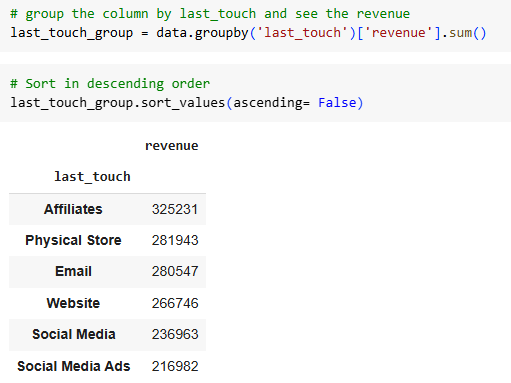 # group the column by last_touch and see the revenue
last_touch_group = data.groupby('last_touch')['revenue'].sum()
# Sort in descending order
last_touch_group.sort_values(ascending= False)
revenue
last_touch
Affiliates 325231
Physical Store 281943
Email 280547
Website 266746
Social Media 236963
Social Media Ads 216982